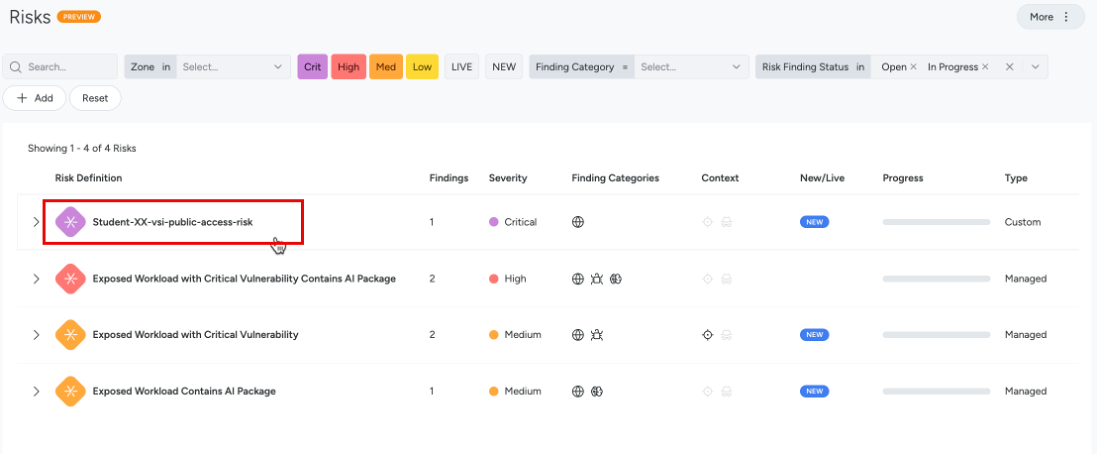 Risks PREVIEW More
Search... Zone in Select... Crit High Med Low LIVE NEW Finding Category = Select... Risk Finding Status in Open × In Progress × ×
+ Add Reset
Showing 1 - 4 of 4 Risks
Risk Definition Findings Severity Finding Categories Context New/Live Progress Type
Student-XX-vsi-public-access-risk 1 Critical NEW Custom
Exposed Workload with Critical Vulnerability Contains AI Package 2 High Managed
Exposed Workload with Critical Vulnerability 2 Medium NEW Managed
Exposed Workload Contains AI Package 1 Medium NEW Managed